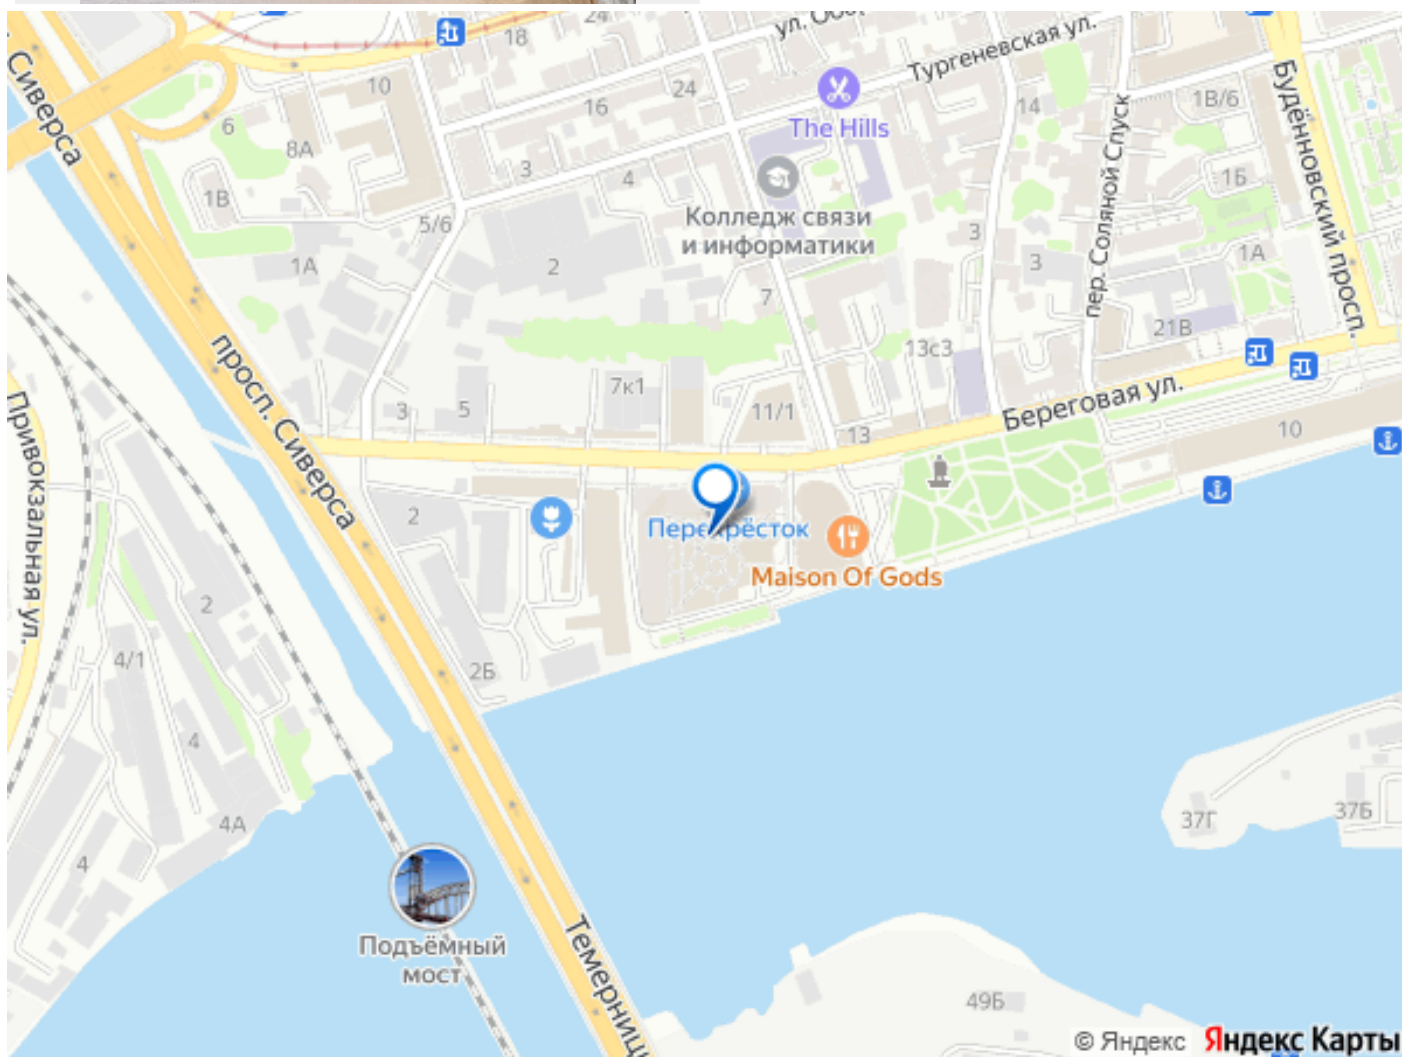 24
18
ул. Обо
Тургеневская ул.
Сиверса
10
24
16
14
1В/6
Будённовский просп.
The Hills
6
8А
3
4
пер. Соляной Спуск
1Б
1В
Колледж связи
и информатики
5/6
3
3
1А
1А
2
7
21В
13с3
просп. Сиверса
7к1
3
5
11/1
Береговая ул.
Привокзальная ул.
13
10
2
Перекрёсток
Maison Of Gods
2
4/1
2Б
4
4А
4
37Г
37Б
Подъёмный
мост
Темерниц
49Б
© Яндекс Яндекс Карты